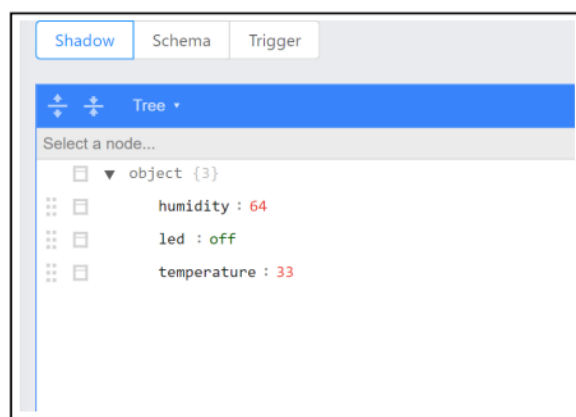 Shadow Schema Trigger
Tree
Select a node...
object {3}
humidity : 64
led : off
temperature : 33